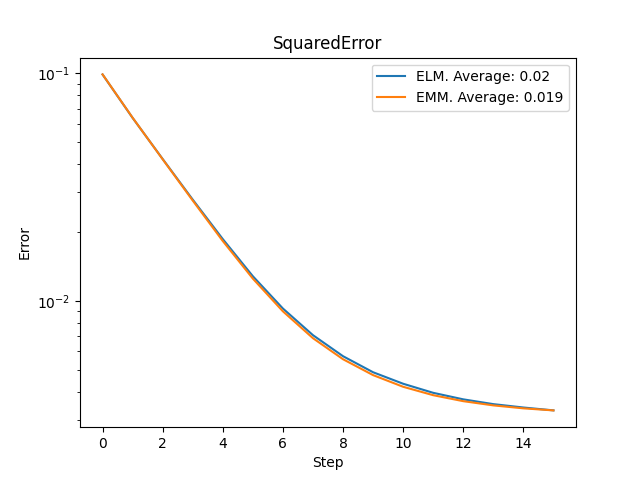 SquaredError
ELM. Average: 0.02
EMM. Average: 0.019
Error
10⁻¹
10⁻²
0 2 4 6 8 10 12 14
Step